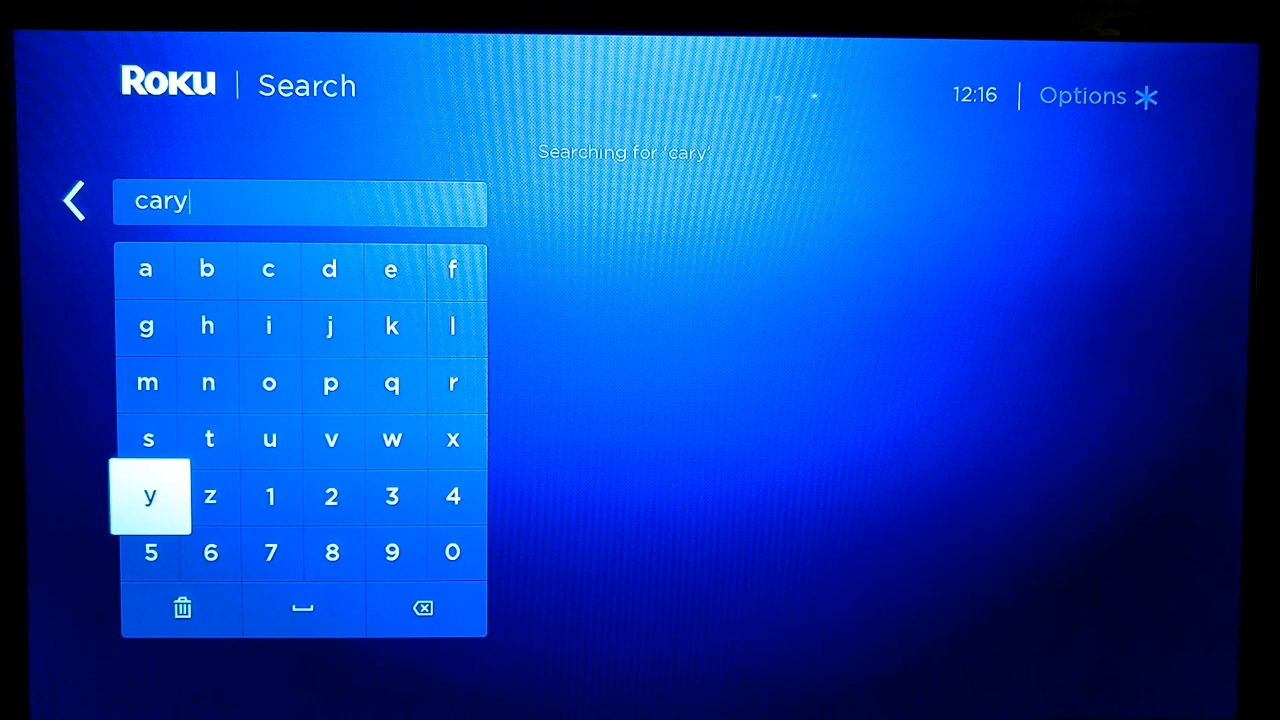 Roku | Search
12:16 | Options *
Searching for 'cary'
cary
a b c d e f
g h i j k l
m n o p q r
s t u v w x
y z 1 2 3 4
5 6 7 8 9 0